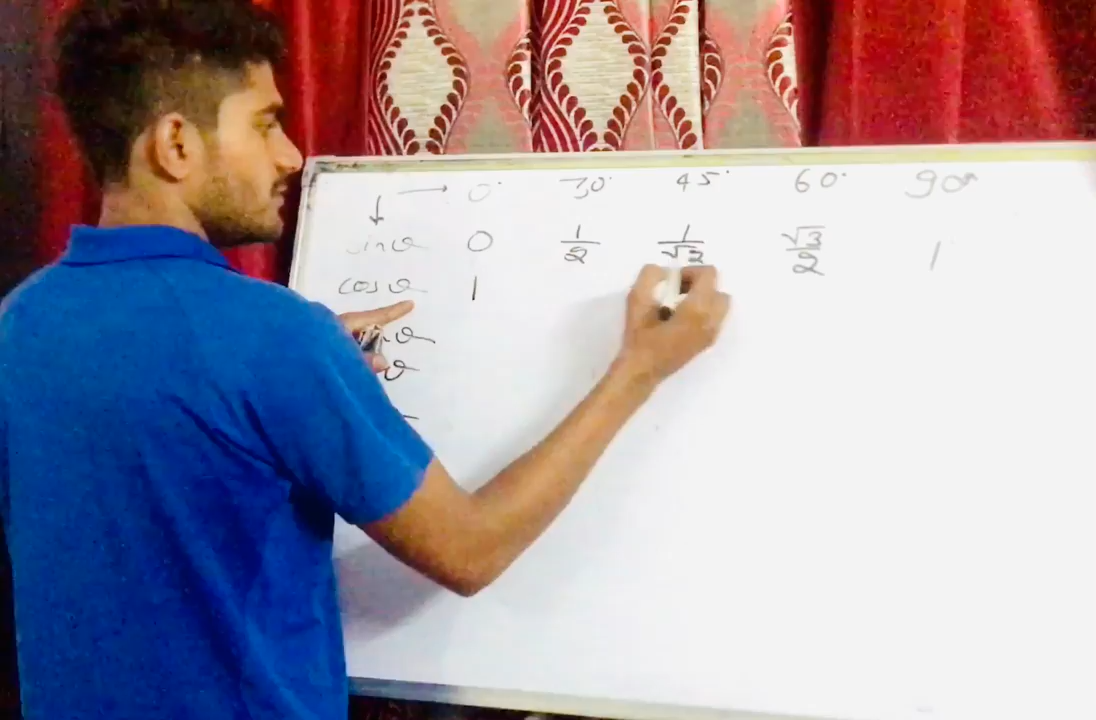 → 0° 30° 45° 60° 90°
↓
sinθ 0 1/2 1/√2 √3/2 1
cosθ 1
θ
θ